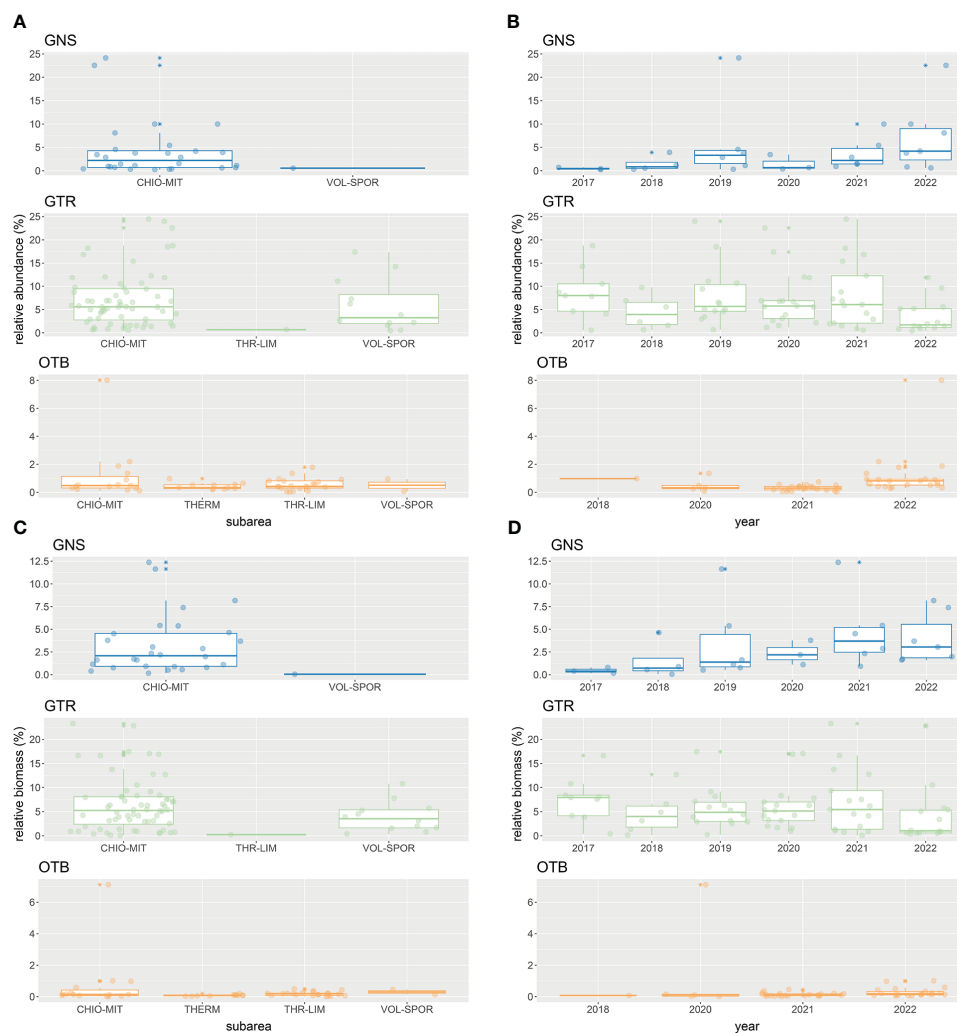 A
B
GNS
GNS
25
20
15
10
5
0
CHIO-MIT VOL-SPOR
25
20
15
10
5
0
2017 2018 2019 2020 2021 2022
GTR
GTR
relative abundance (%)
25
20
15
10
5
0
CHIO-MIT THR-LIM VOL-SPOR
relative abundance (%)
25
20
15
10
5
0
2017 2018 2019 2020 2021 2022
OTB
OTB
8
6
4
2
0
CHIO-MIT THERM THR-LIM VOL-SPOR
subarea
8
6
4
2
0
2018 2020 2021 2022
year
C
D
GNS
GNS
12.5
10.0
7.5
5.0
2.5
0.0
CHIO-MIT VOL-SPOR
12.5
10.0
7.5
5.0
2.5
0.0
2017 2018 2019 2020 2021 2022
GTR
GTR
relative biomass (%)
20
15
10
5
0
CHIO-MIT THR-LIM VOL-SPOR
relative biomass (%)
20
15
10
5
0
2017 2018 2019 2020 2021 2022
OTB
OTB
6
4
2
0
CHIO-MIT THERM THR-LIM VOL-SPOR
subarea
6
4
2
0
2018 2020 2021 2022
year